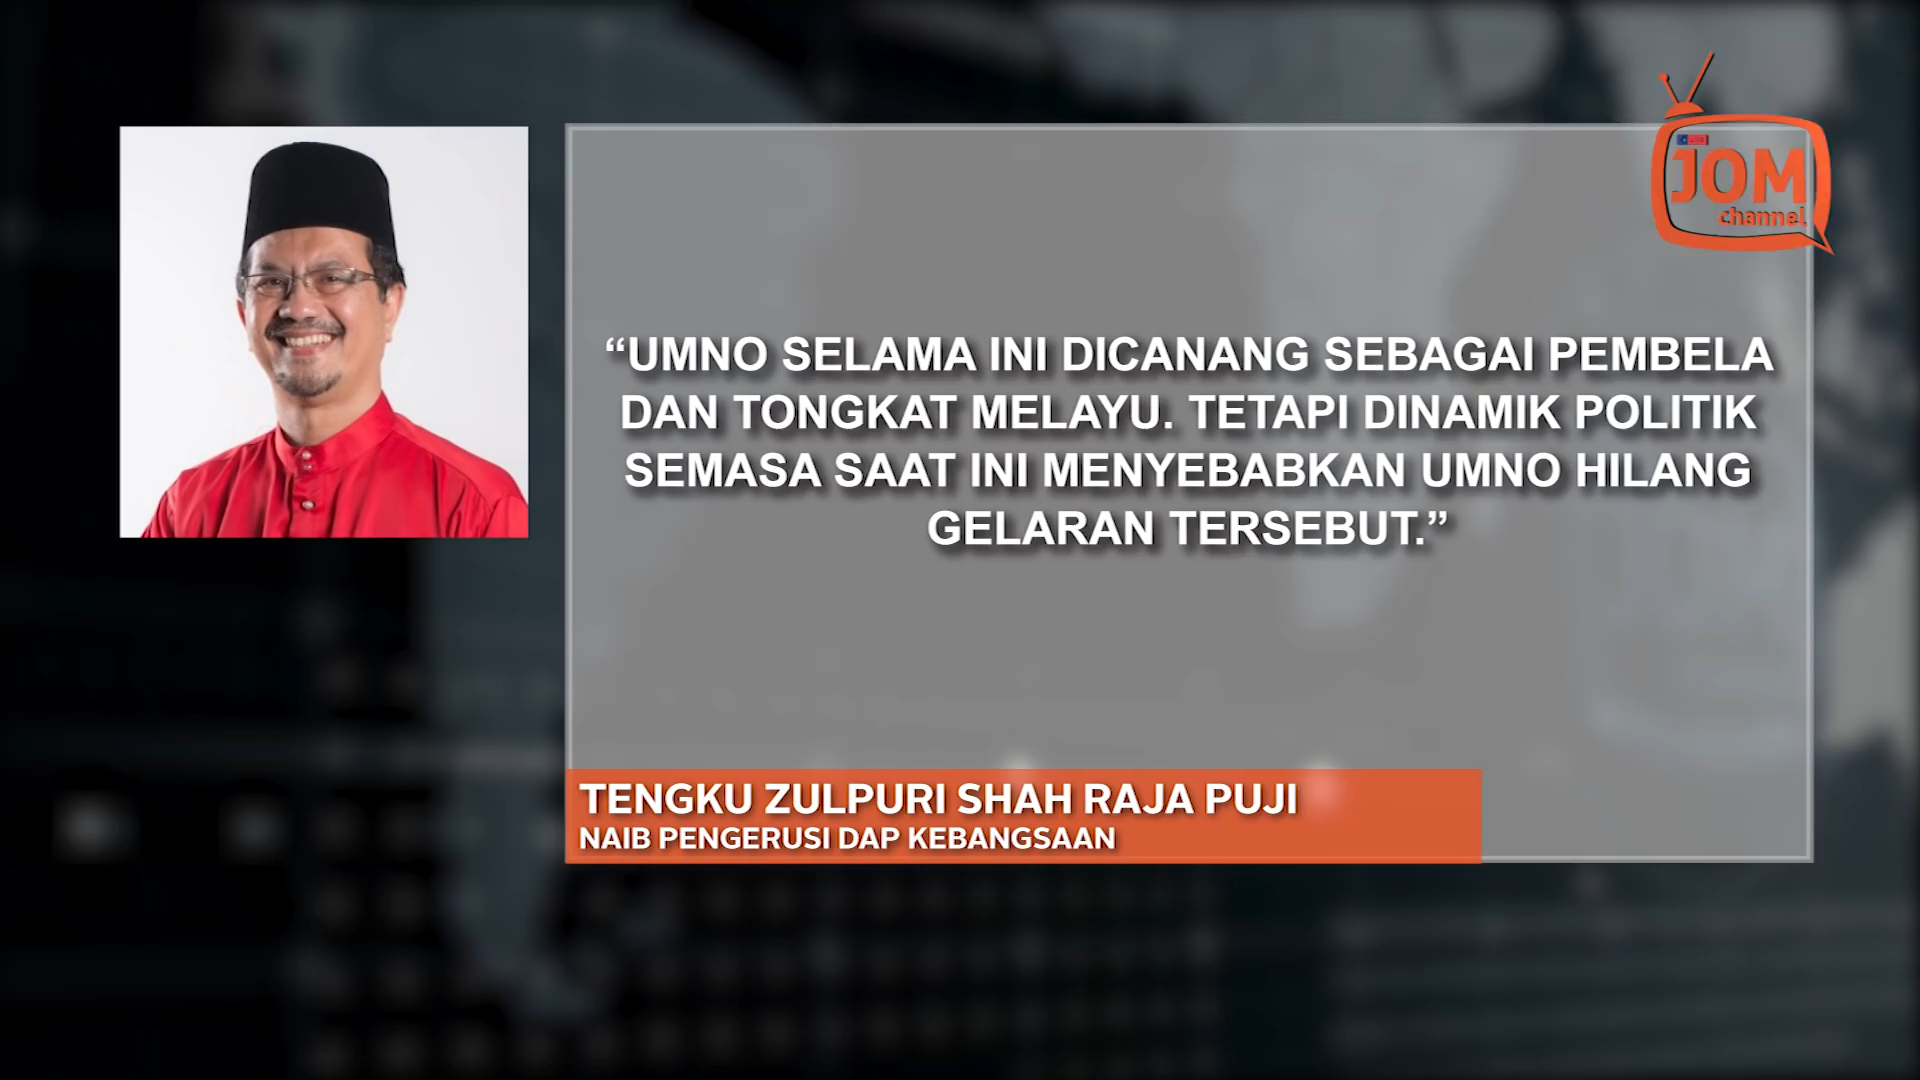 JOM
channel
“UMNO SELAMA INI DICANANG SEBAGAI PEMBELA
DAN TONGKAT MELAYU. TETAPI DINAMIK POLITIK
SEMASA SAAT INI MENYEBABKAN UMNO HILANG
GELARAN TERSEBUT.”
TENGKU ZULPURI SHAH RAJA PUJI
NAIB PENGERUSI DAP KEBANGSAAN